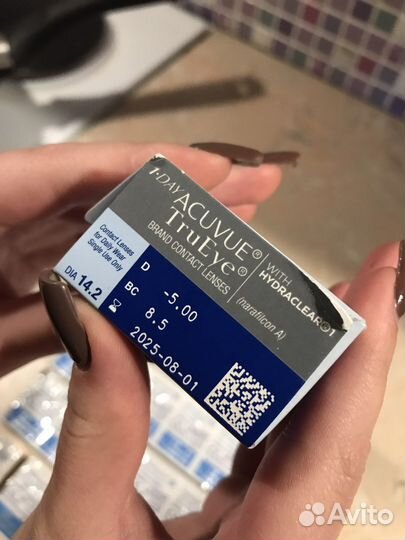 1·DAY ACUVUE®
TruEye®
BRAND CONTACT LENSES
WITH
HYDRACLEAR®1
(narafilcon A)
Contact Lenses
for Daily Wear
Single Use Only
DIA 14.2
D -5.00
BC 8.5
2025-08-01
Avito